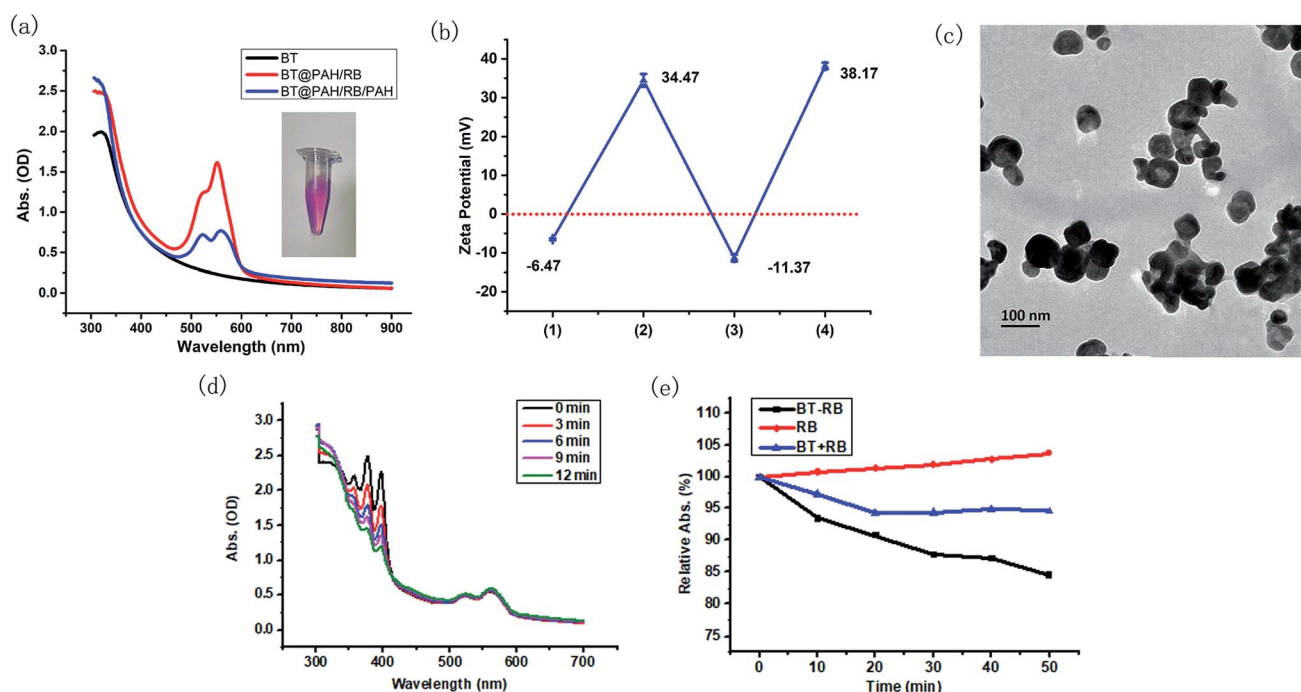 (a)
3.0
2.5
2.0
1.5
1.0
0.5
0.0
Abs. (OD)
300 400 500 600 700 800 900
Wavelength (nm)
BT
BT@PAH/RB
BT@PAH/RB/PAH
(b)
40
30
20
10
0
-10
-20
Zeta Potential (mV)
-6.47
34.47
-11.37
38.17
(1) (2) (3) (4)
(c)
100 nm
(d)
3.0
2.5
2.0
1.5
1.0
0.5
0.0
Abs. (OD)
300 400 500 600 700
Wavelength (nm)
0 min
3 min
6 min
9 min
12 min
(e)
110
105
100
95
90
85
80
75
Relative Abs. (%)
0 10 20 30 40 50
Time (min)
BT-RB
RB
BT+RB